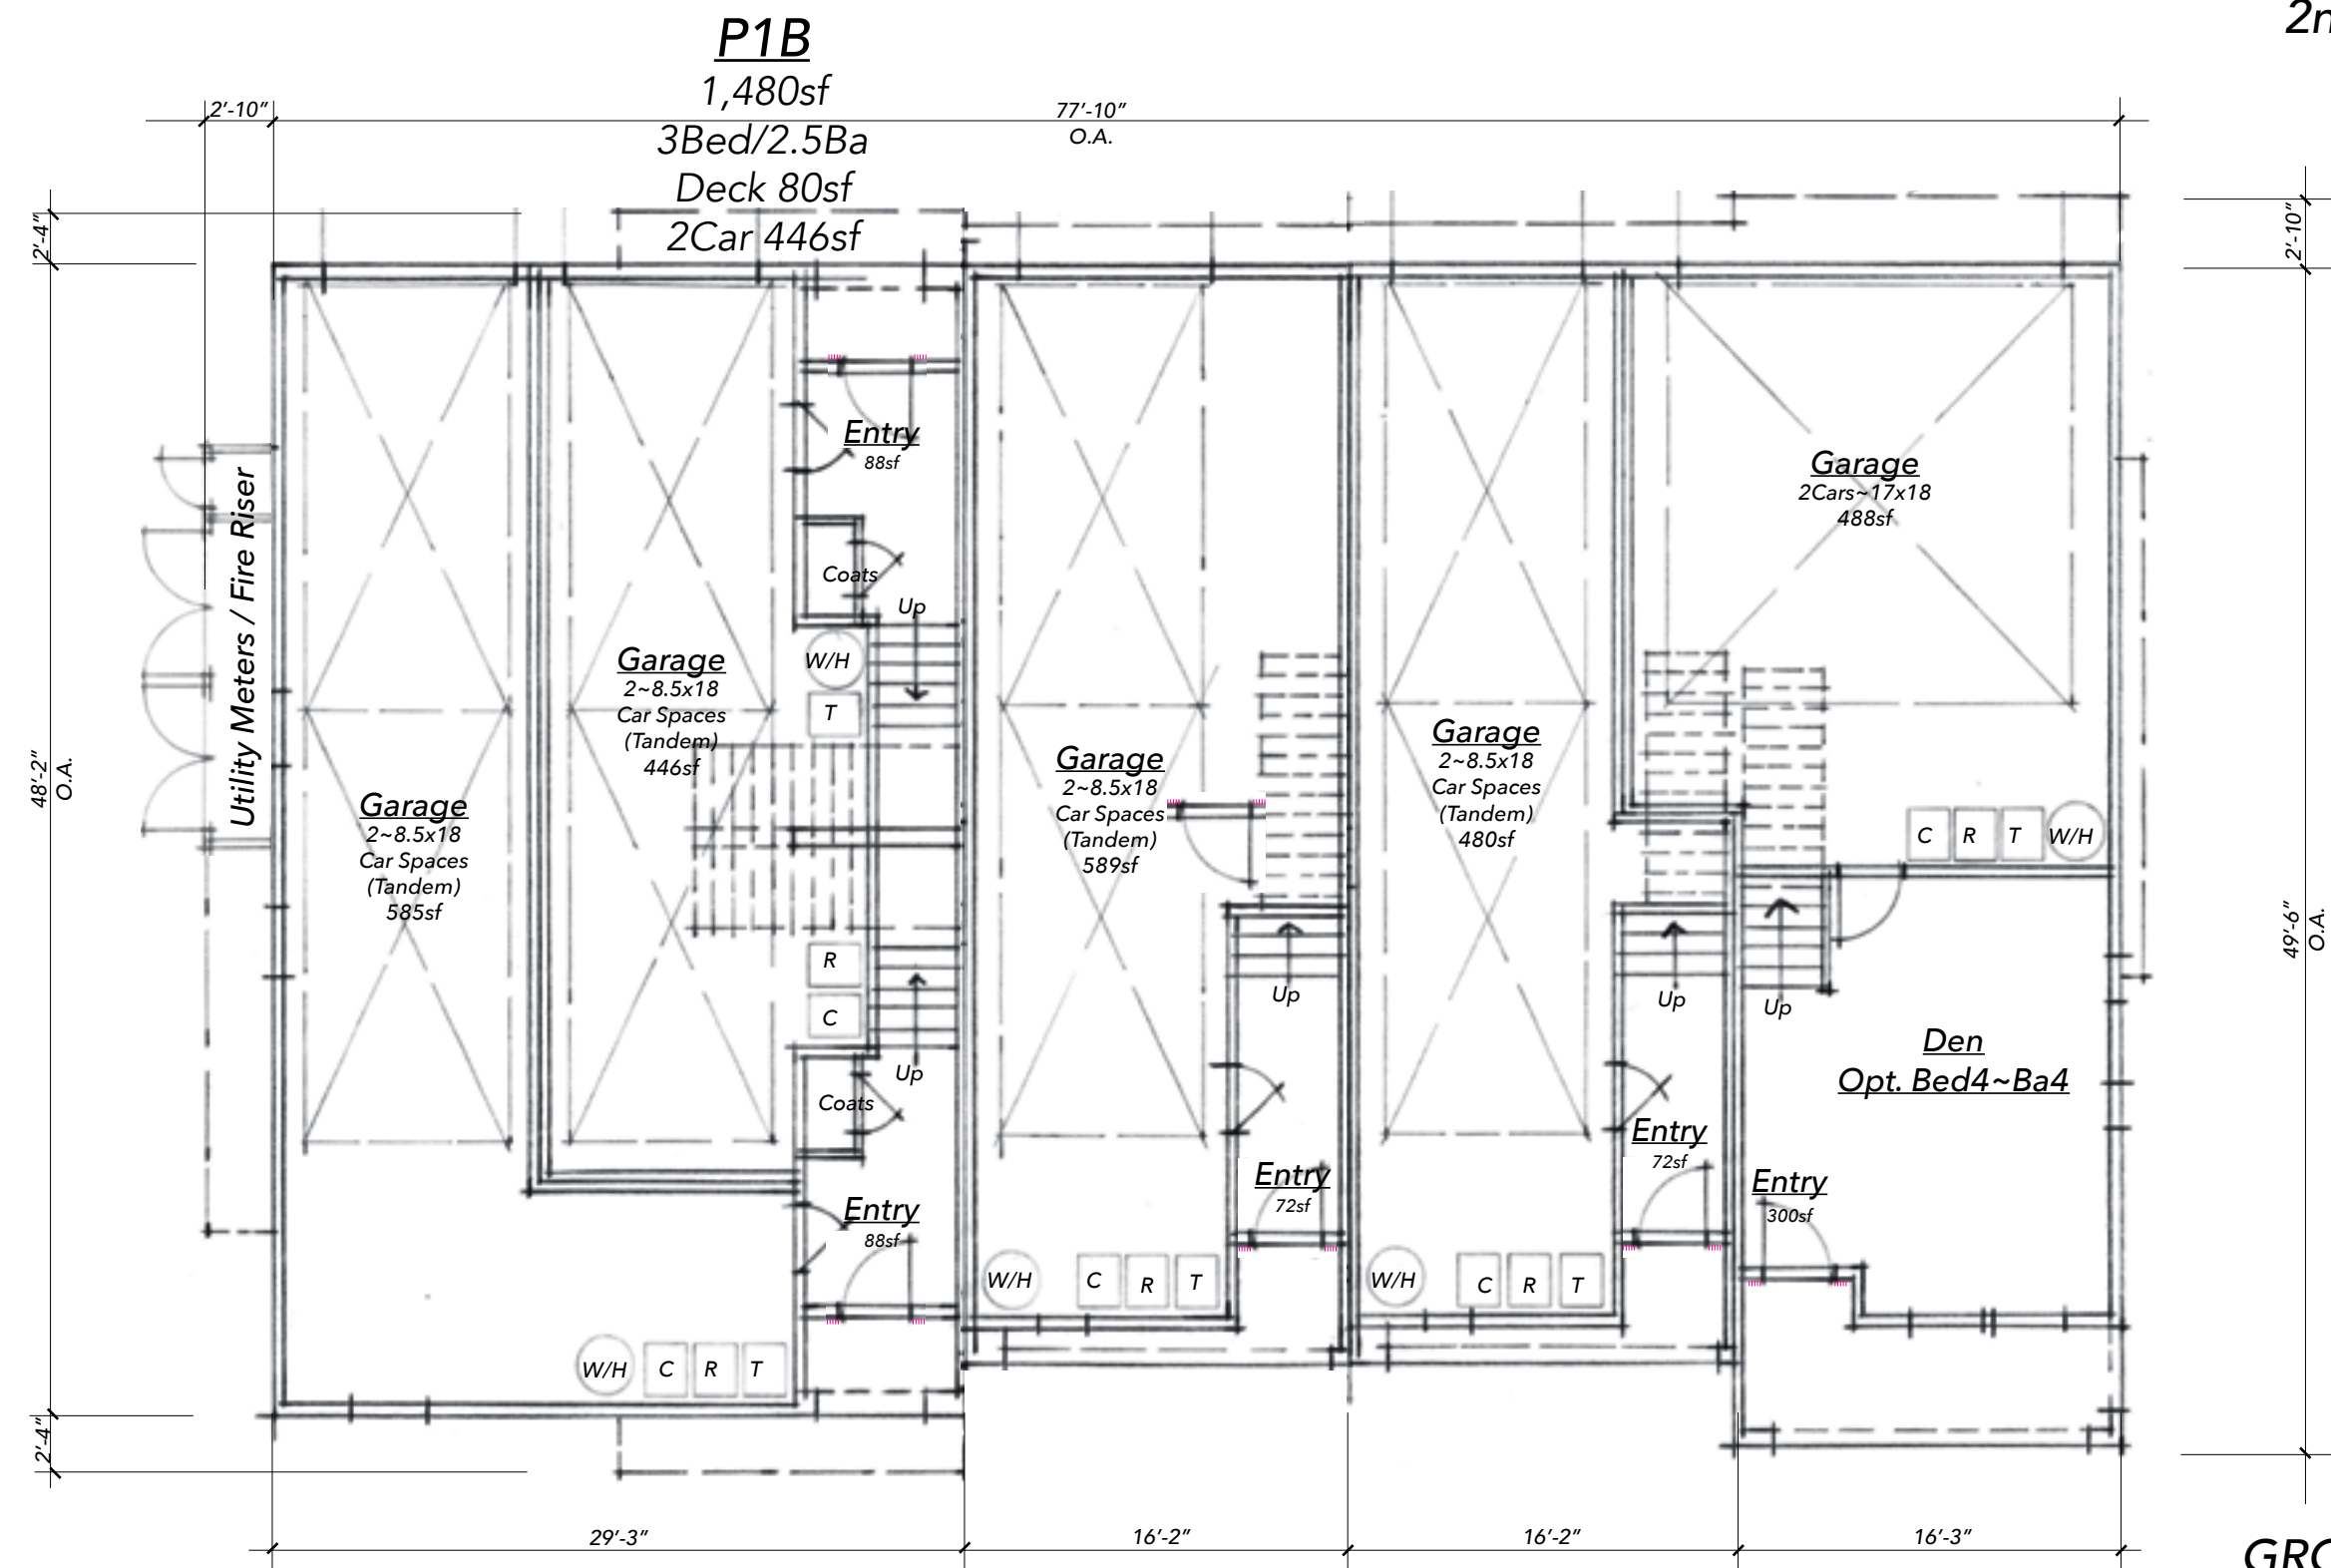 P1B
1,480sf
3Bed/2.5Ba
Deck 80sf
2Car 446sf
2'-10"
77'-10"
O.A.
2'-4"
48'-2"
O.A.
2'-4"
2'-10"
49'-6"
O.A.
Utility Meters / Fire Riser
Garage
2~8.5x18
Car Spaces
(Tandem)
585sf
W/H
C
R
T
Garage
2~8.5x18
Car Spaces
(Tandem)
446sf
Entry
88sf
Coats
Up
W/H
T
R
C
Up
Coats
Entry
88sf
Garage
2~8.5x18
Car Spaces
(Tandem)
589sf
Up
Entry
72sf
W/H
C
R
T
Garage
2~8.5x18
Car Spaces
(Tandem)
480sf
Up
Entry
72sf
W/H
C
R
T
Garage
2Cars~17x18
488sf
C
R
T
W/H
Up
Den
Opt. Bed4~Ba4
Entry
300sf
29'-3"
16'-2"
16'-2"
16'-3"